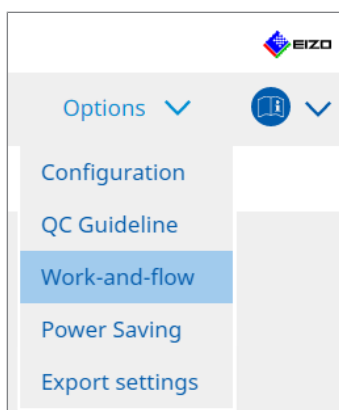 EIZO
Options
Configuration
QC Guideline
Work-and-flow
Power Saving
Export settings